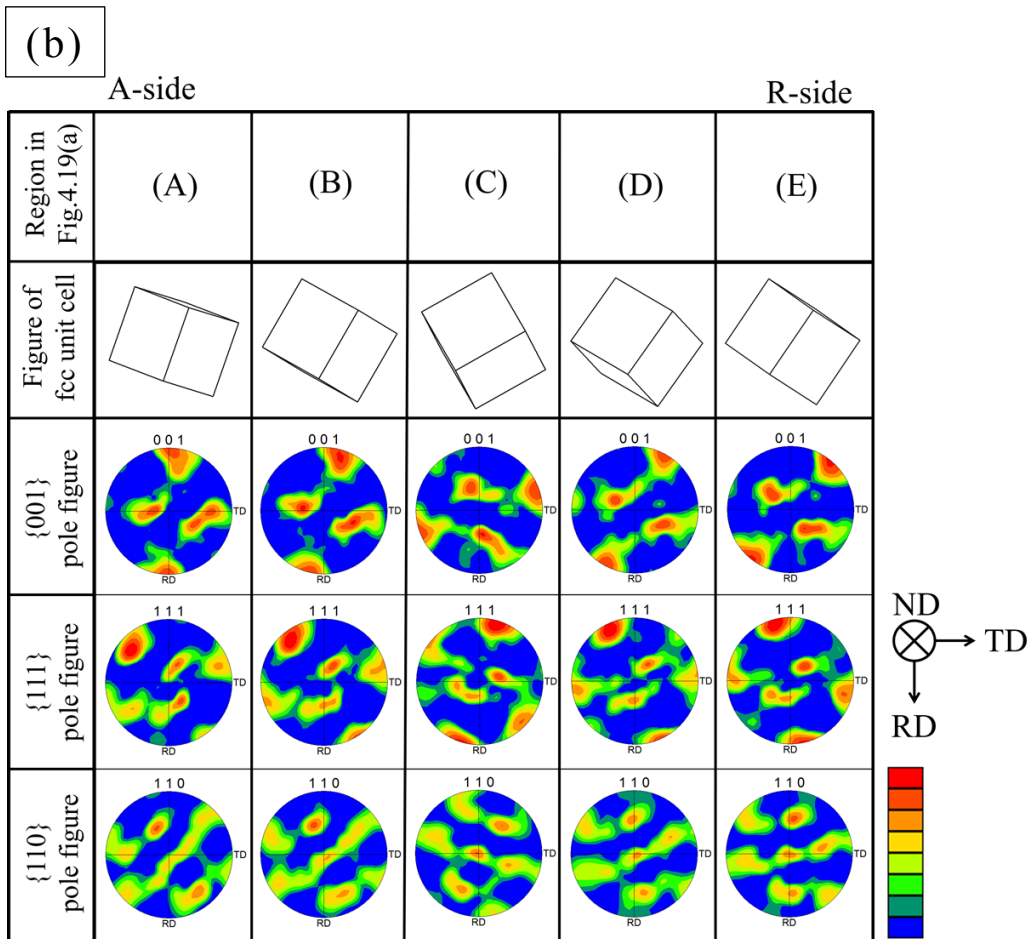 (b)
A-side
R-side
Region in
Fig.4.19(a)
(A)
(B)
(C)
(D)
(E)
Figure of
fcc unit cell
{001}
pole figure
0 0 1
TD
RD
0 0 1
TD
RD
0 0 1
TD
RD
0 0 1
TD
RD
0 0 1
TD
RD
{111}
pole figure
1 1 1
TD
RD
1 1 1
TD
RD
1 1 1
TD
RD
1 1 1
TD
RD
1 1 1
TD
RD
{110}
pole figure
1 1 0
TD
RD
1 1 0
TD
RD
1 1 0
TD
RD
1 1 0
TD
RD
1 1 0
TD
RD
ND
TD
RD